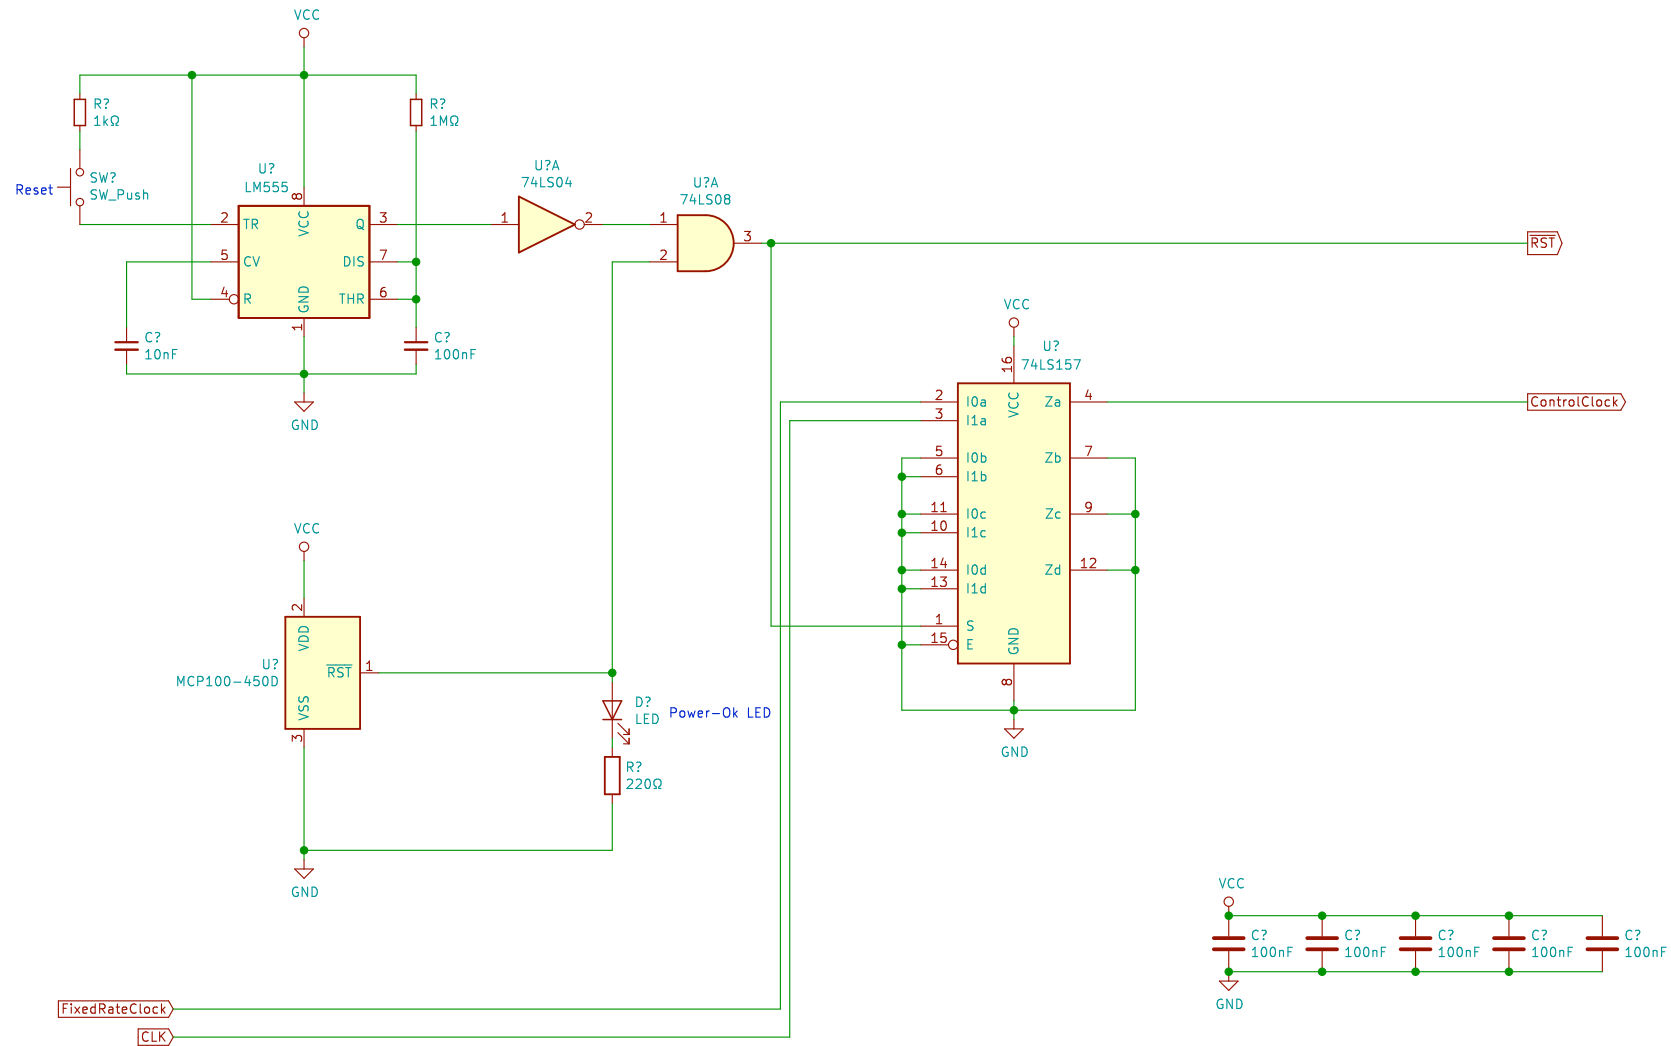 VCC
R?
1kΩ
R?
1MΩ
Reset
SW?
SW_Push
U?
LM555
8
VCC
2
TR
Q
3
5
CV
DIS
7
4
R
THR
6
GND
1
C?
10nF
C?
100nF
GND
U?A
74LS04
1
2
U?A
74LS08
1
2
3
RST
VCC
U?
74LS157
16
VCC
2
I0a
Za
4
3
I1a
5
I0b
Zb
7
6
I1b
11
I0c
Zc
9
10
I1c
14
I0d
Zd
12
13
I1d
1
S
15
E
GND
8
GND
ControlClock
VCC
2
VDD
U?
MCP100-450D
RST
1
VSS
3
D?
LED
Power-Ok LED
R?
220Ω
GND
VCC
C?
100nF
C?
100nF
C?
100nF
C?
100nF
C?
100nF
GND
FixedRateClock
CLK